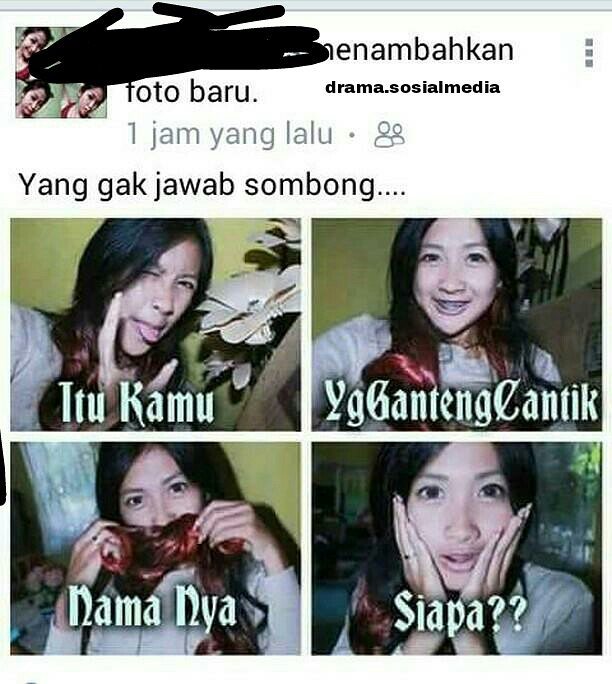 menambahkan
foto baru.
drama.sosialmedia
1 jam yang lalu ·
Yang gak jawab sombong....
Itu Kamu
YgGantengCantik
Nama Nya
Siapa??